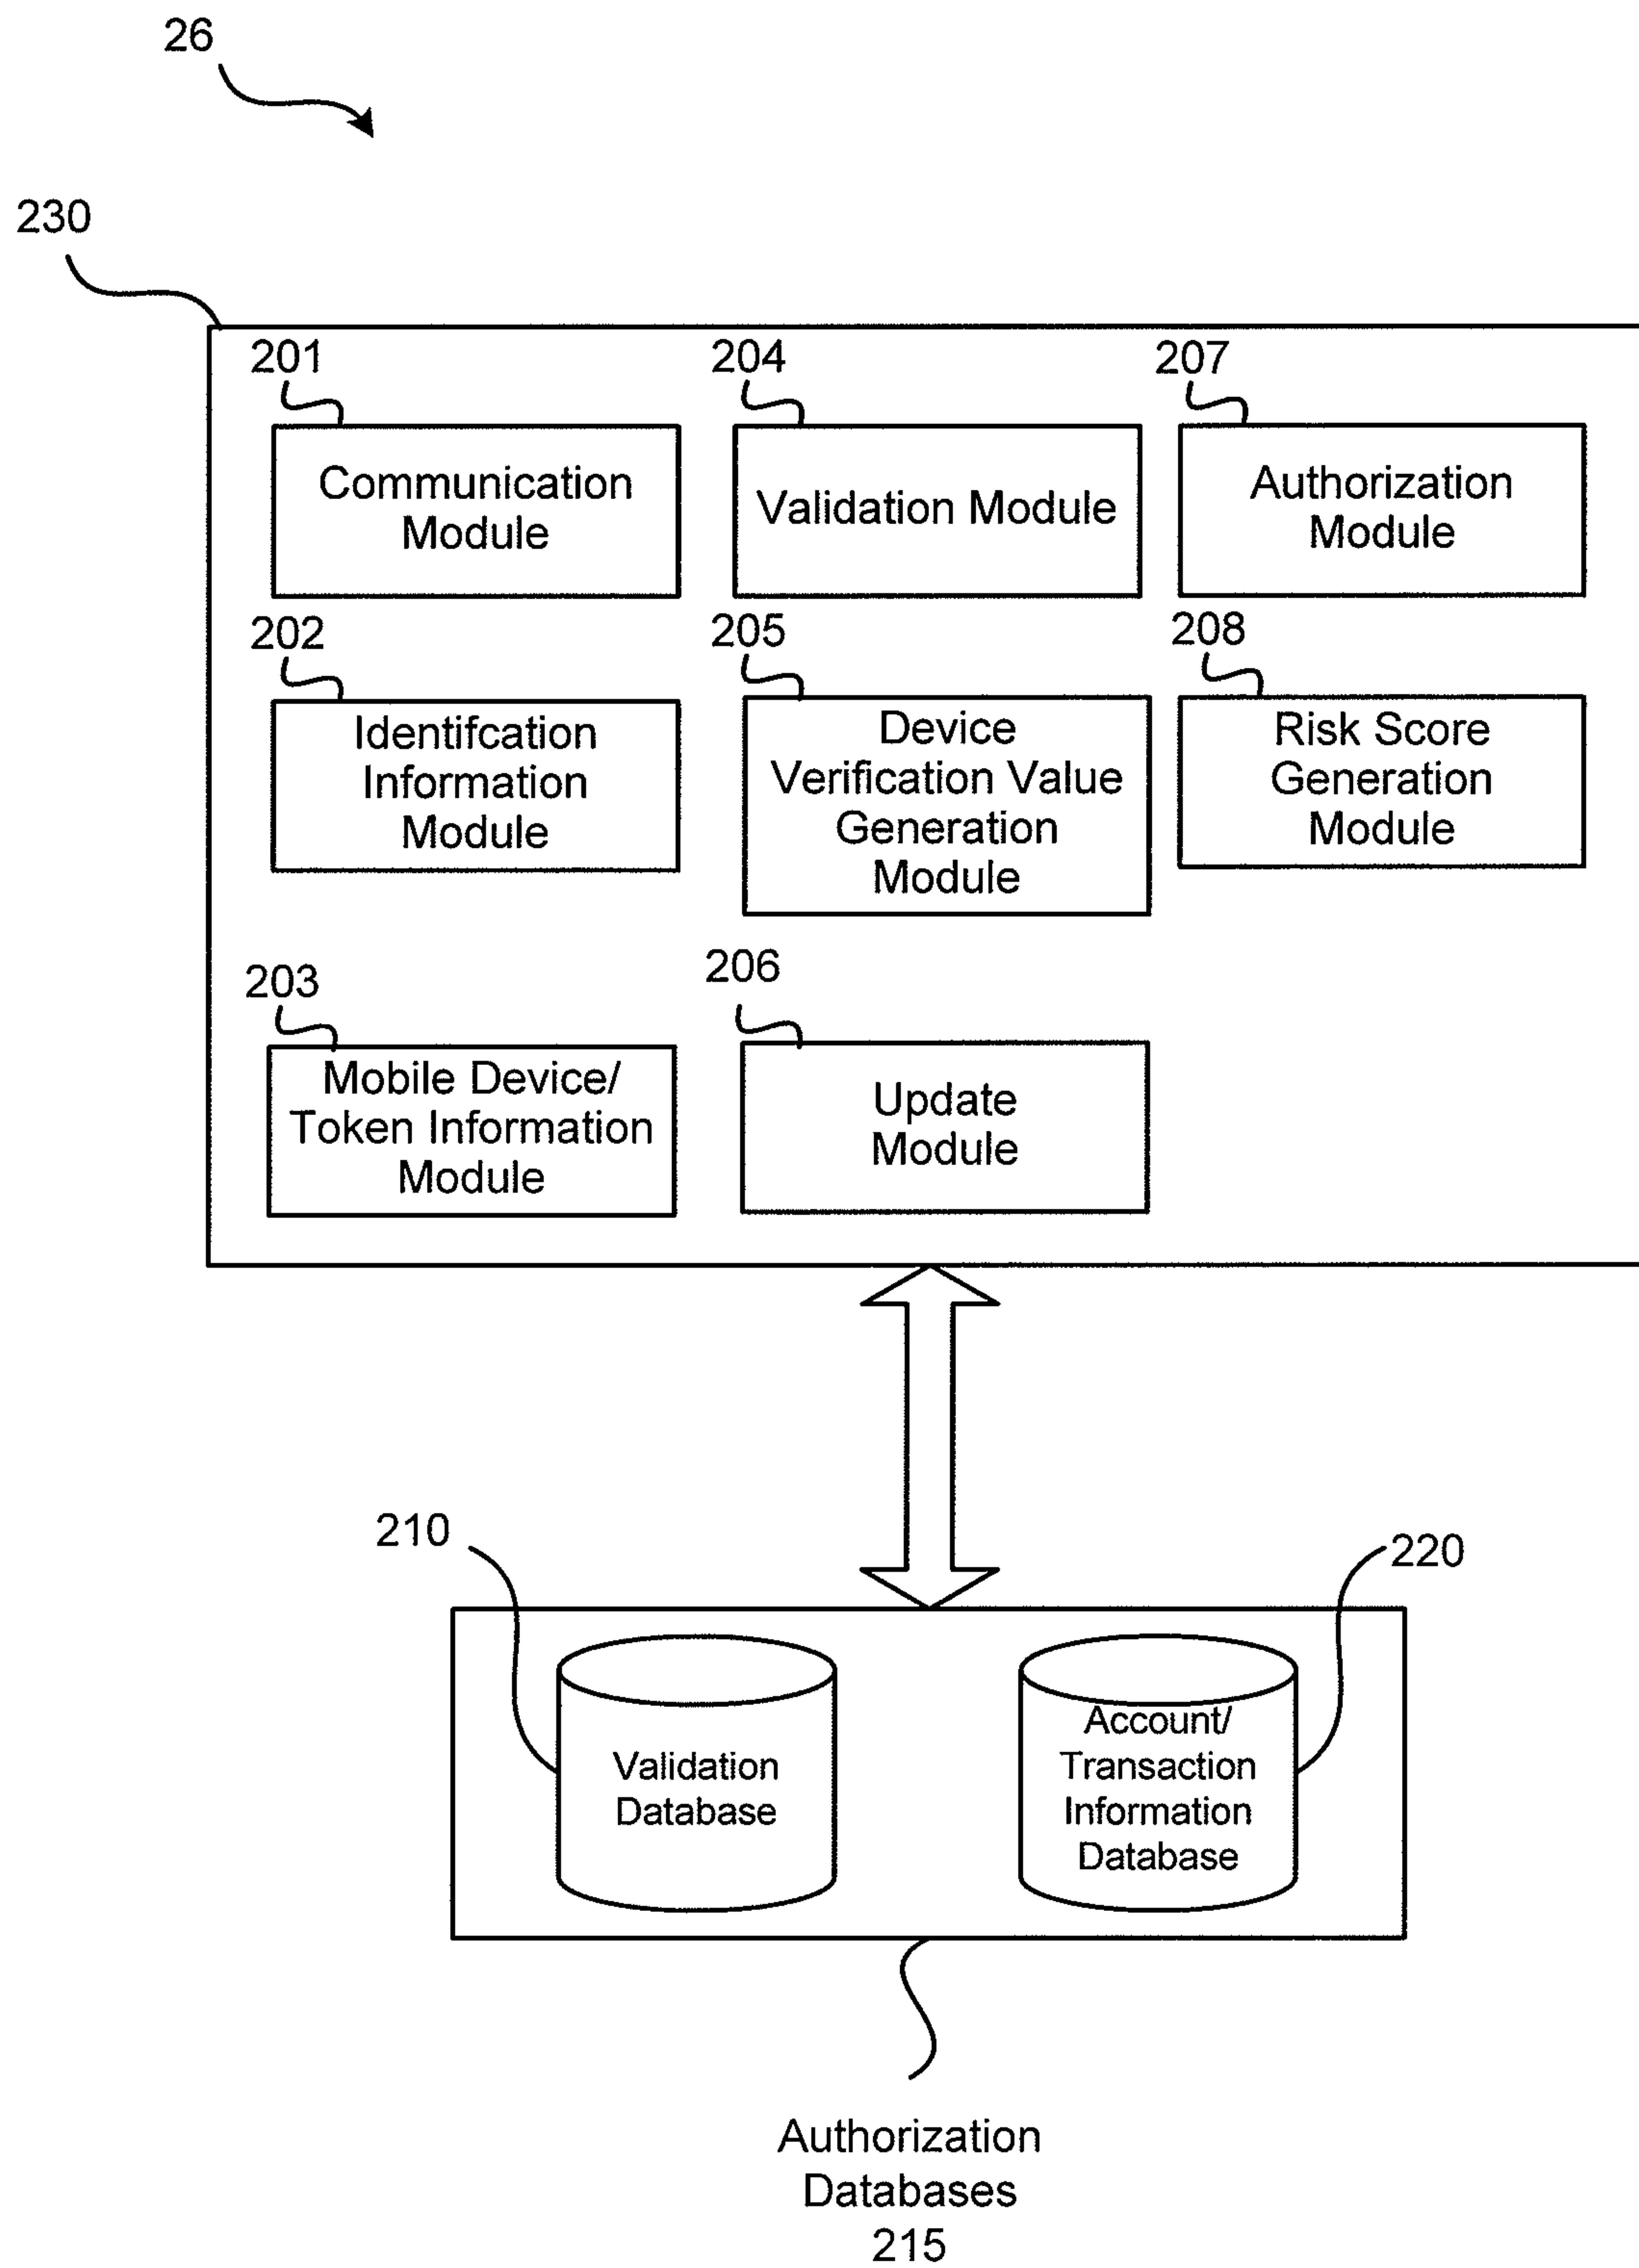 26
230
201
204
207
Communication
Module
Validation Module
Authorization
Module
202
205
208
Identifcation
Information
Module
Device
Verification Value
Generation
Module
Risk Score
Generation
Module
203
206
Mobile Device/
Token Information
Module
Update
Module
210
220
Validation
Database
Account/
Transaction
Information
Database
Authorization
Databases
215